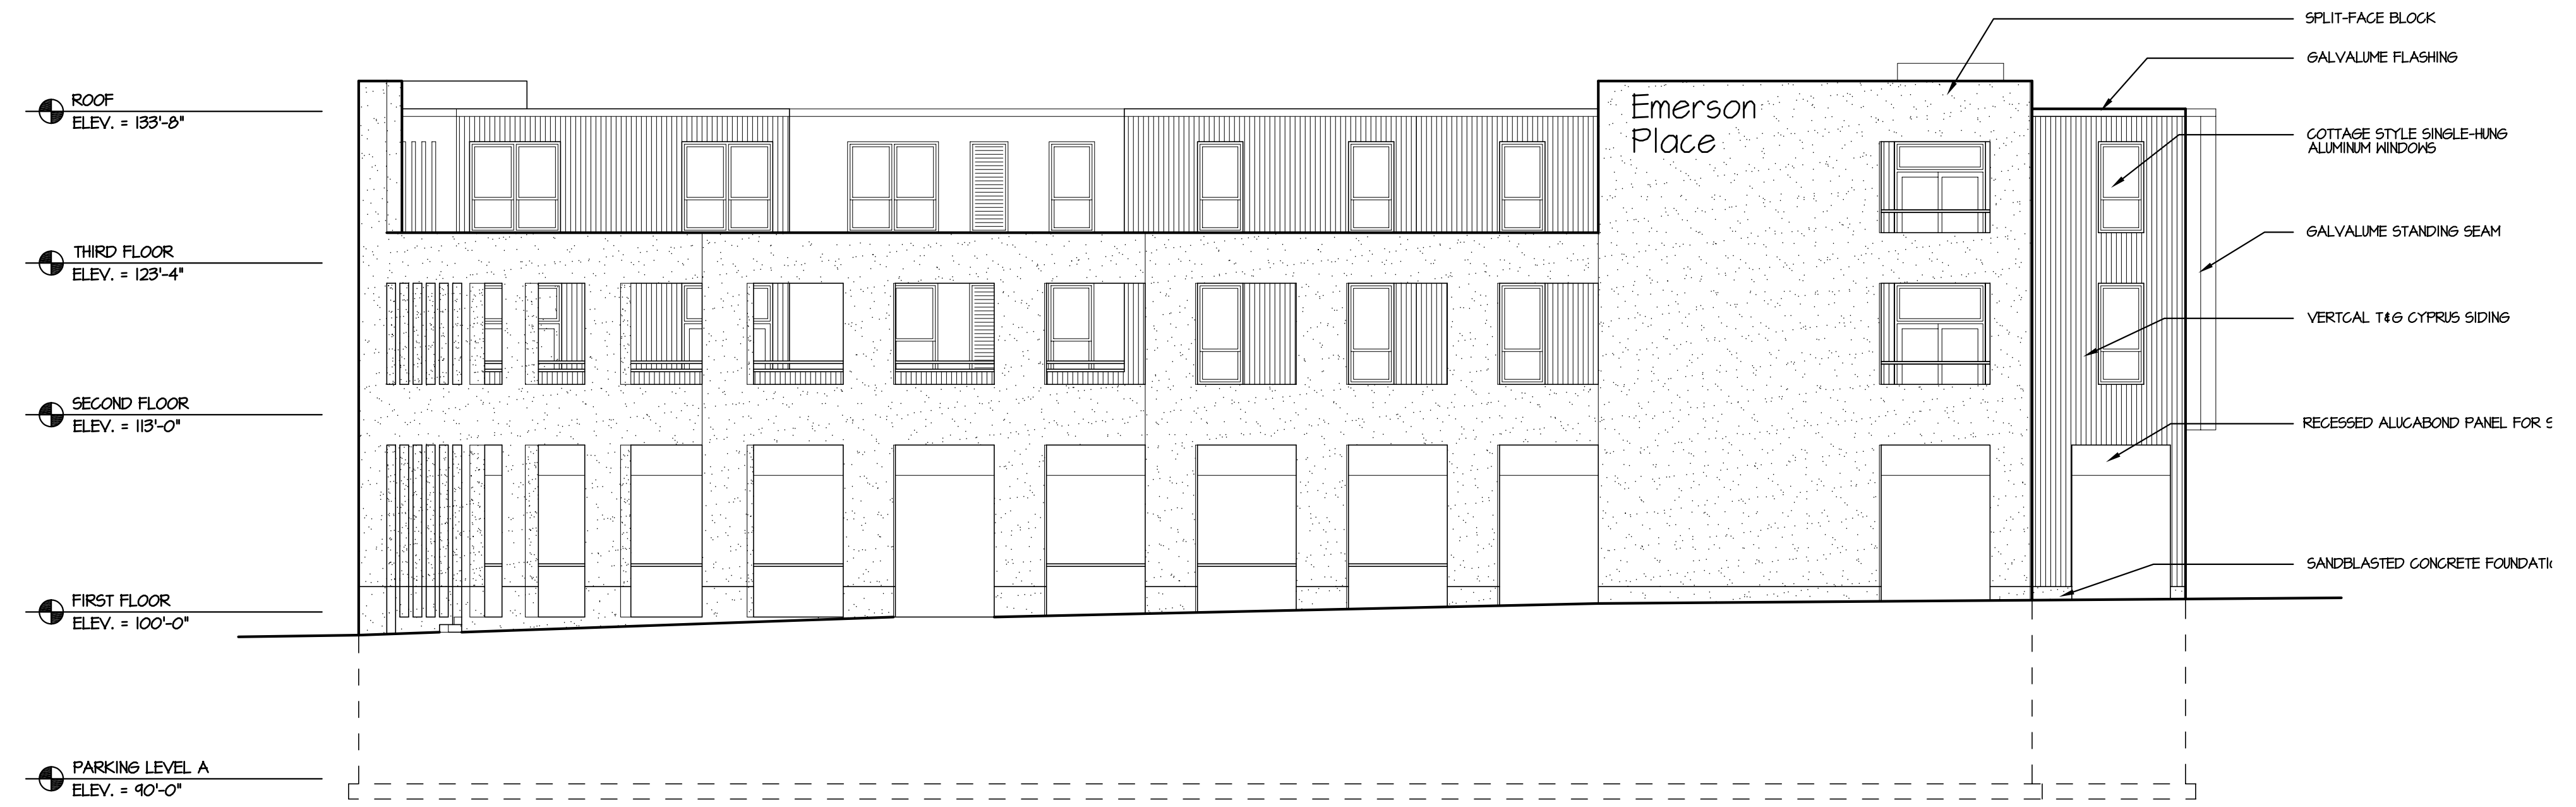 SPLIT-FACE BLOCK
GALVALUME FLASHING
ROOF
ELEV. = 133'-8"
Emerson
Place
COTTAGE STYLE SINGLE-HUNG
ALUMINUM WINDOWS
THIRD FLOOR
ELEV. = 123'-4"
GALVALUME STANDING SEAM
VERTCAL T&G CYPRUS SIDING
SECOND FLOOR
ELEV. = 113'-0"
RECESSED ALUCABOND PANEL FOR
SANDBLASTED CONCRETE
FIRST FLOOR
ELEV. = 100'-0"
PARKING LEVEL A
ELEV. = 90'-0"